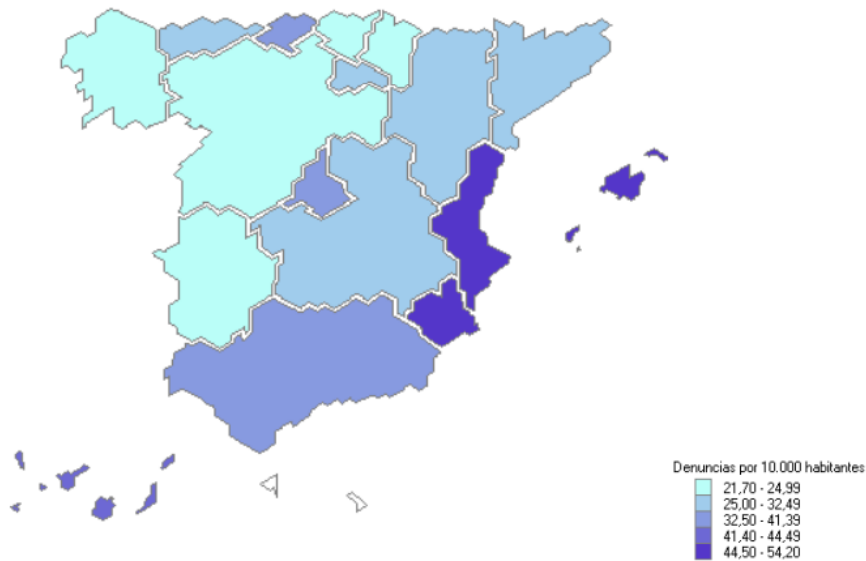 Denuncias por 10.000 habitantes
21,70 - 24,99
25,00 - 32,49
32,50 - 41,39
41,40 - 44,49
44,50 - 54,20